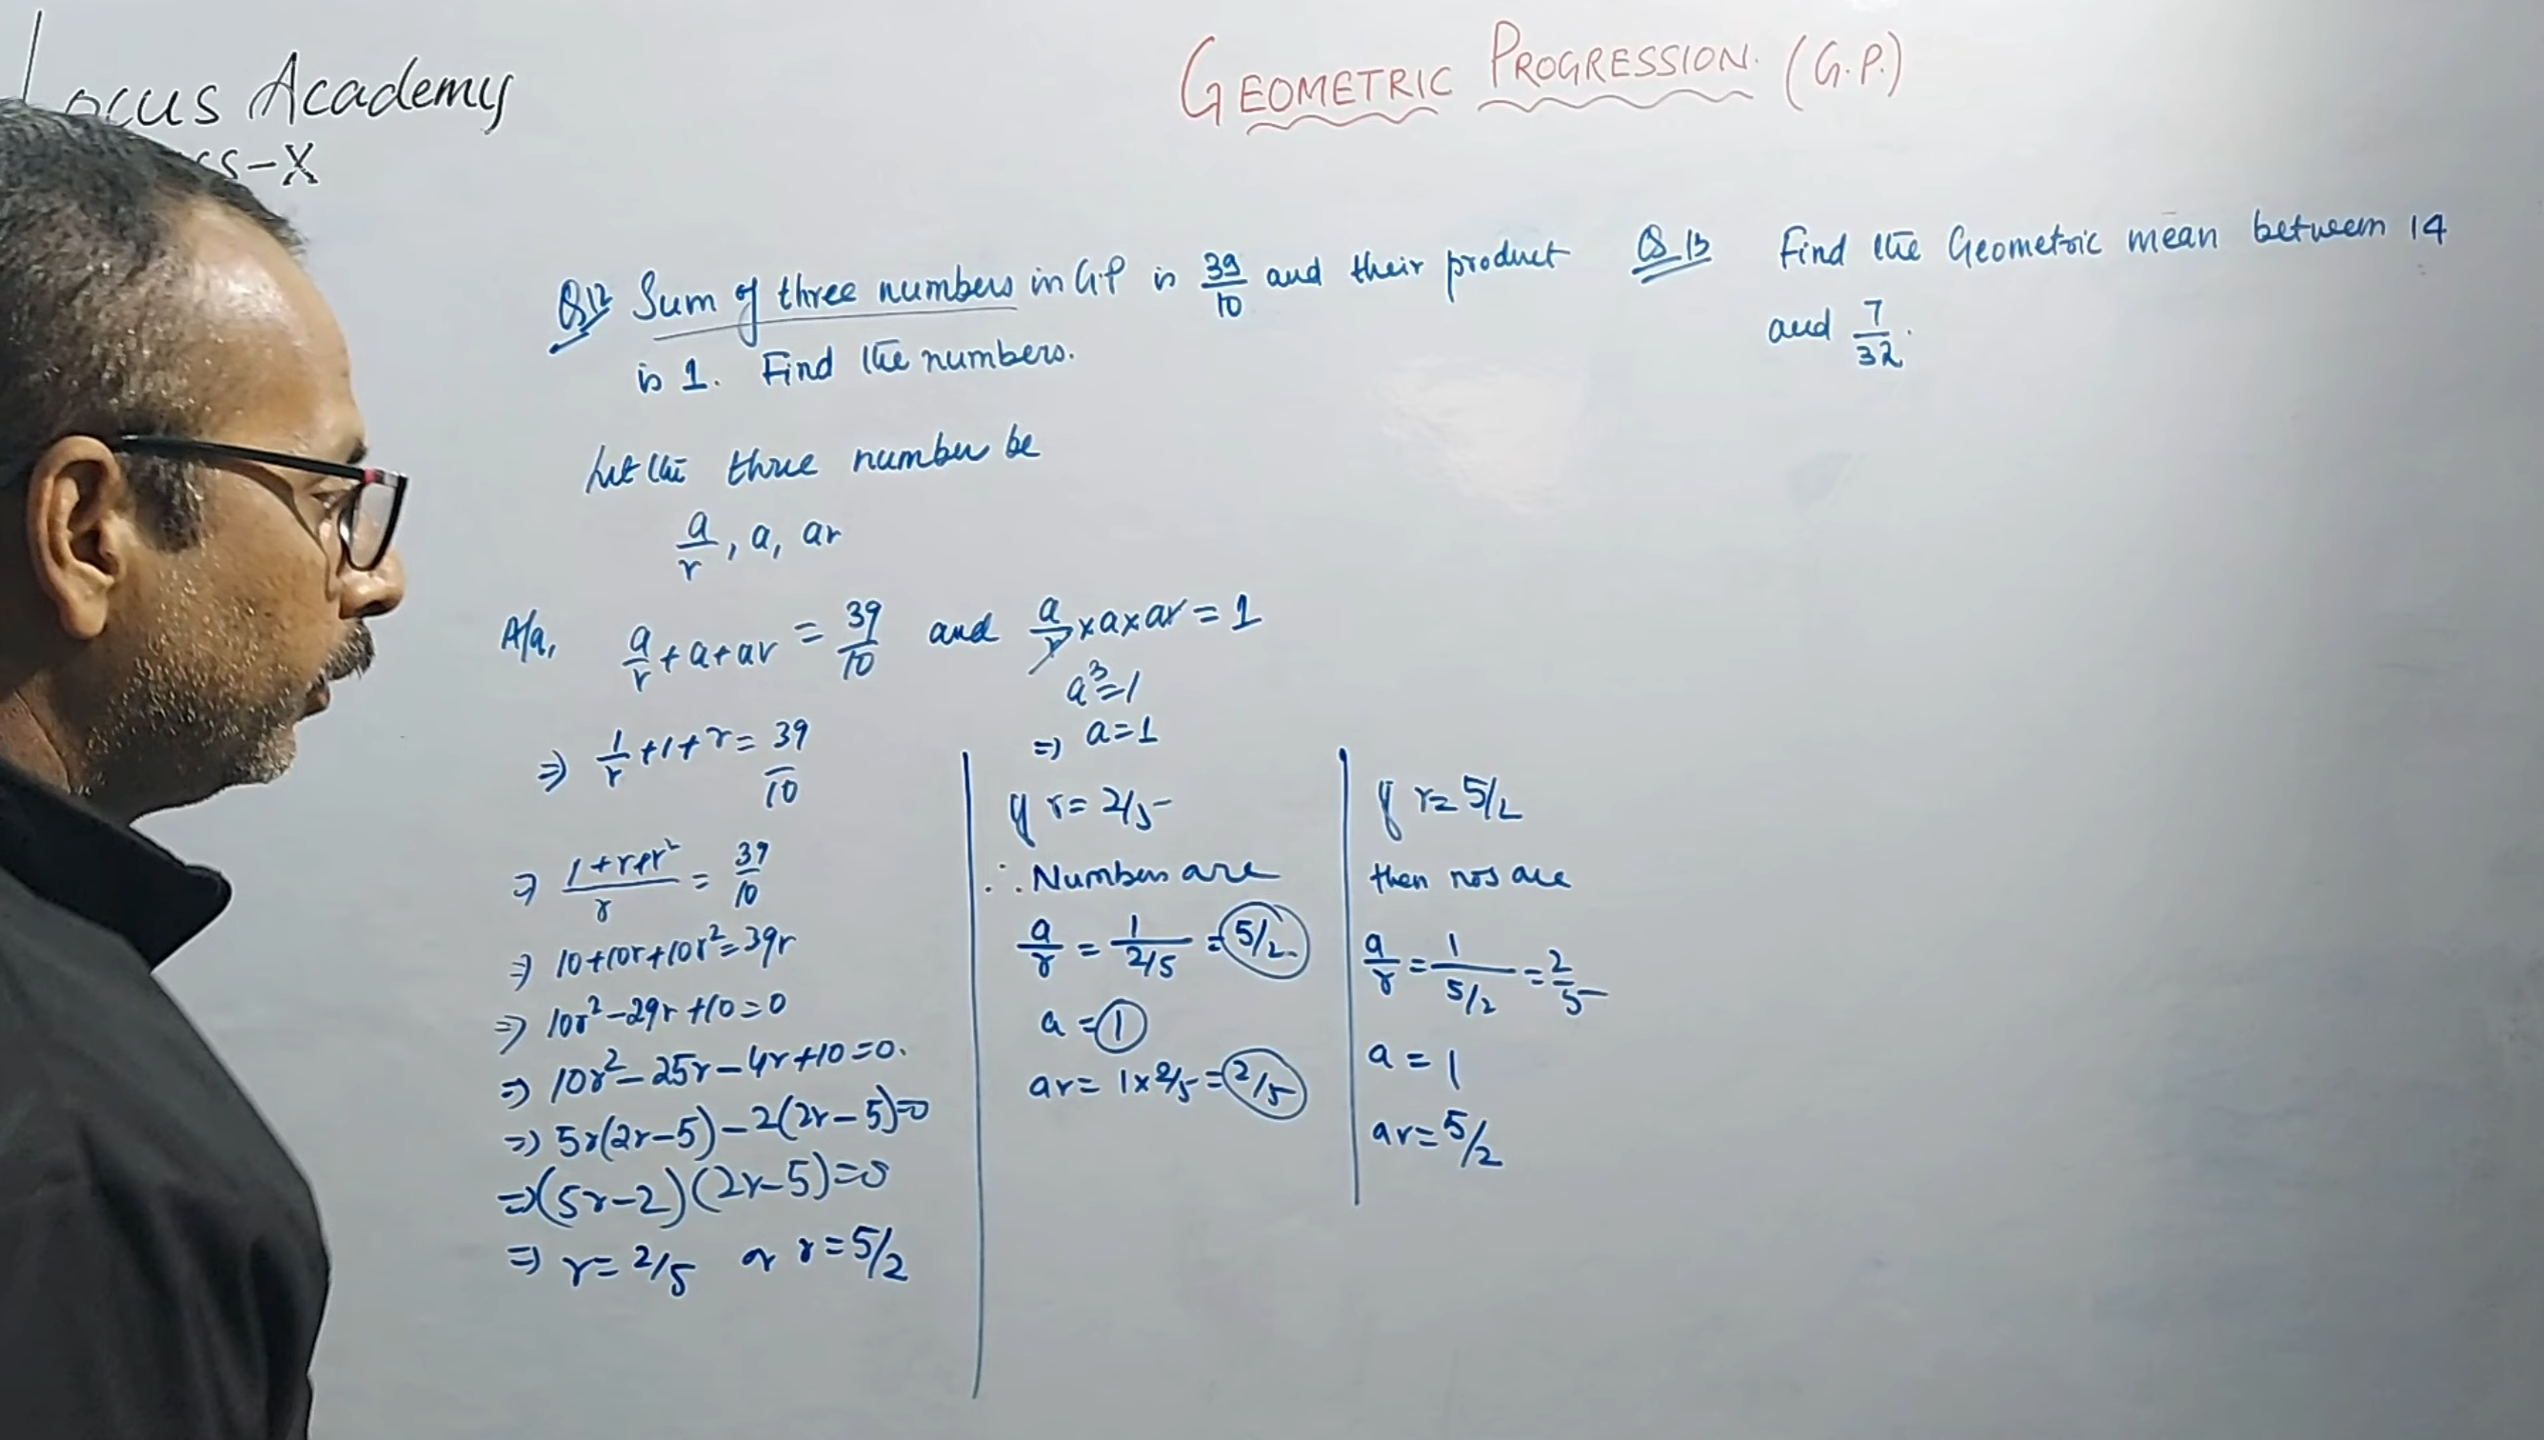 Locus Academy
ss-X
GEOMETRIC PROGRESSION. (G.P.)
Q12 Sum of three numbers in G.P is 39/10 and their product
is 1. Find the numbers.
Let the three number be
a/r, a, ar
A/q, a/r + a + ar = 39/10 and a/r × a × ar = 1
a³ = 1
⇒ a = 1
⇒ 1/r + 1 + r = 39/10
⇒ (1 + r + r²)/r = 39/10
⇒ 10 + 10r + 10r² = 39r
⇒ 10r² - 29r + 10 = 0
⇒ 10r² - 25r - 4r + 10 = 0.
⇒ 5r(2r - 5) - 2(2r - 5) = 0
⇒ (5r - 2)(2r - 5) = 0
⇒ r = 2/5 or r = 5/2
If r = 2/5
∴ Numbers are
a/r = 1/(2/5) = 5/2
a = 1
ar = 1 × 2/5 = 2/5
If r = 5/2
then nos are
a/r = 1/(5/2) = 2/5
a = 1
ar = 5/2
Q 13 Find the Geometric mean between 14
and 7/32.